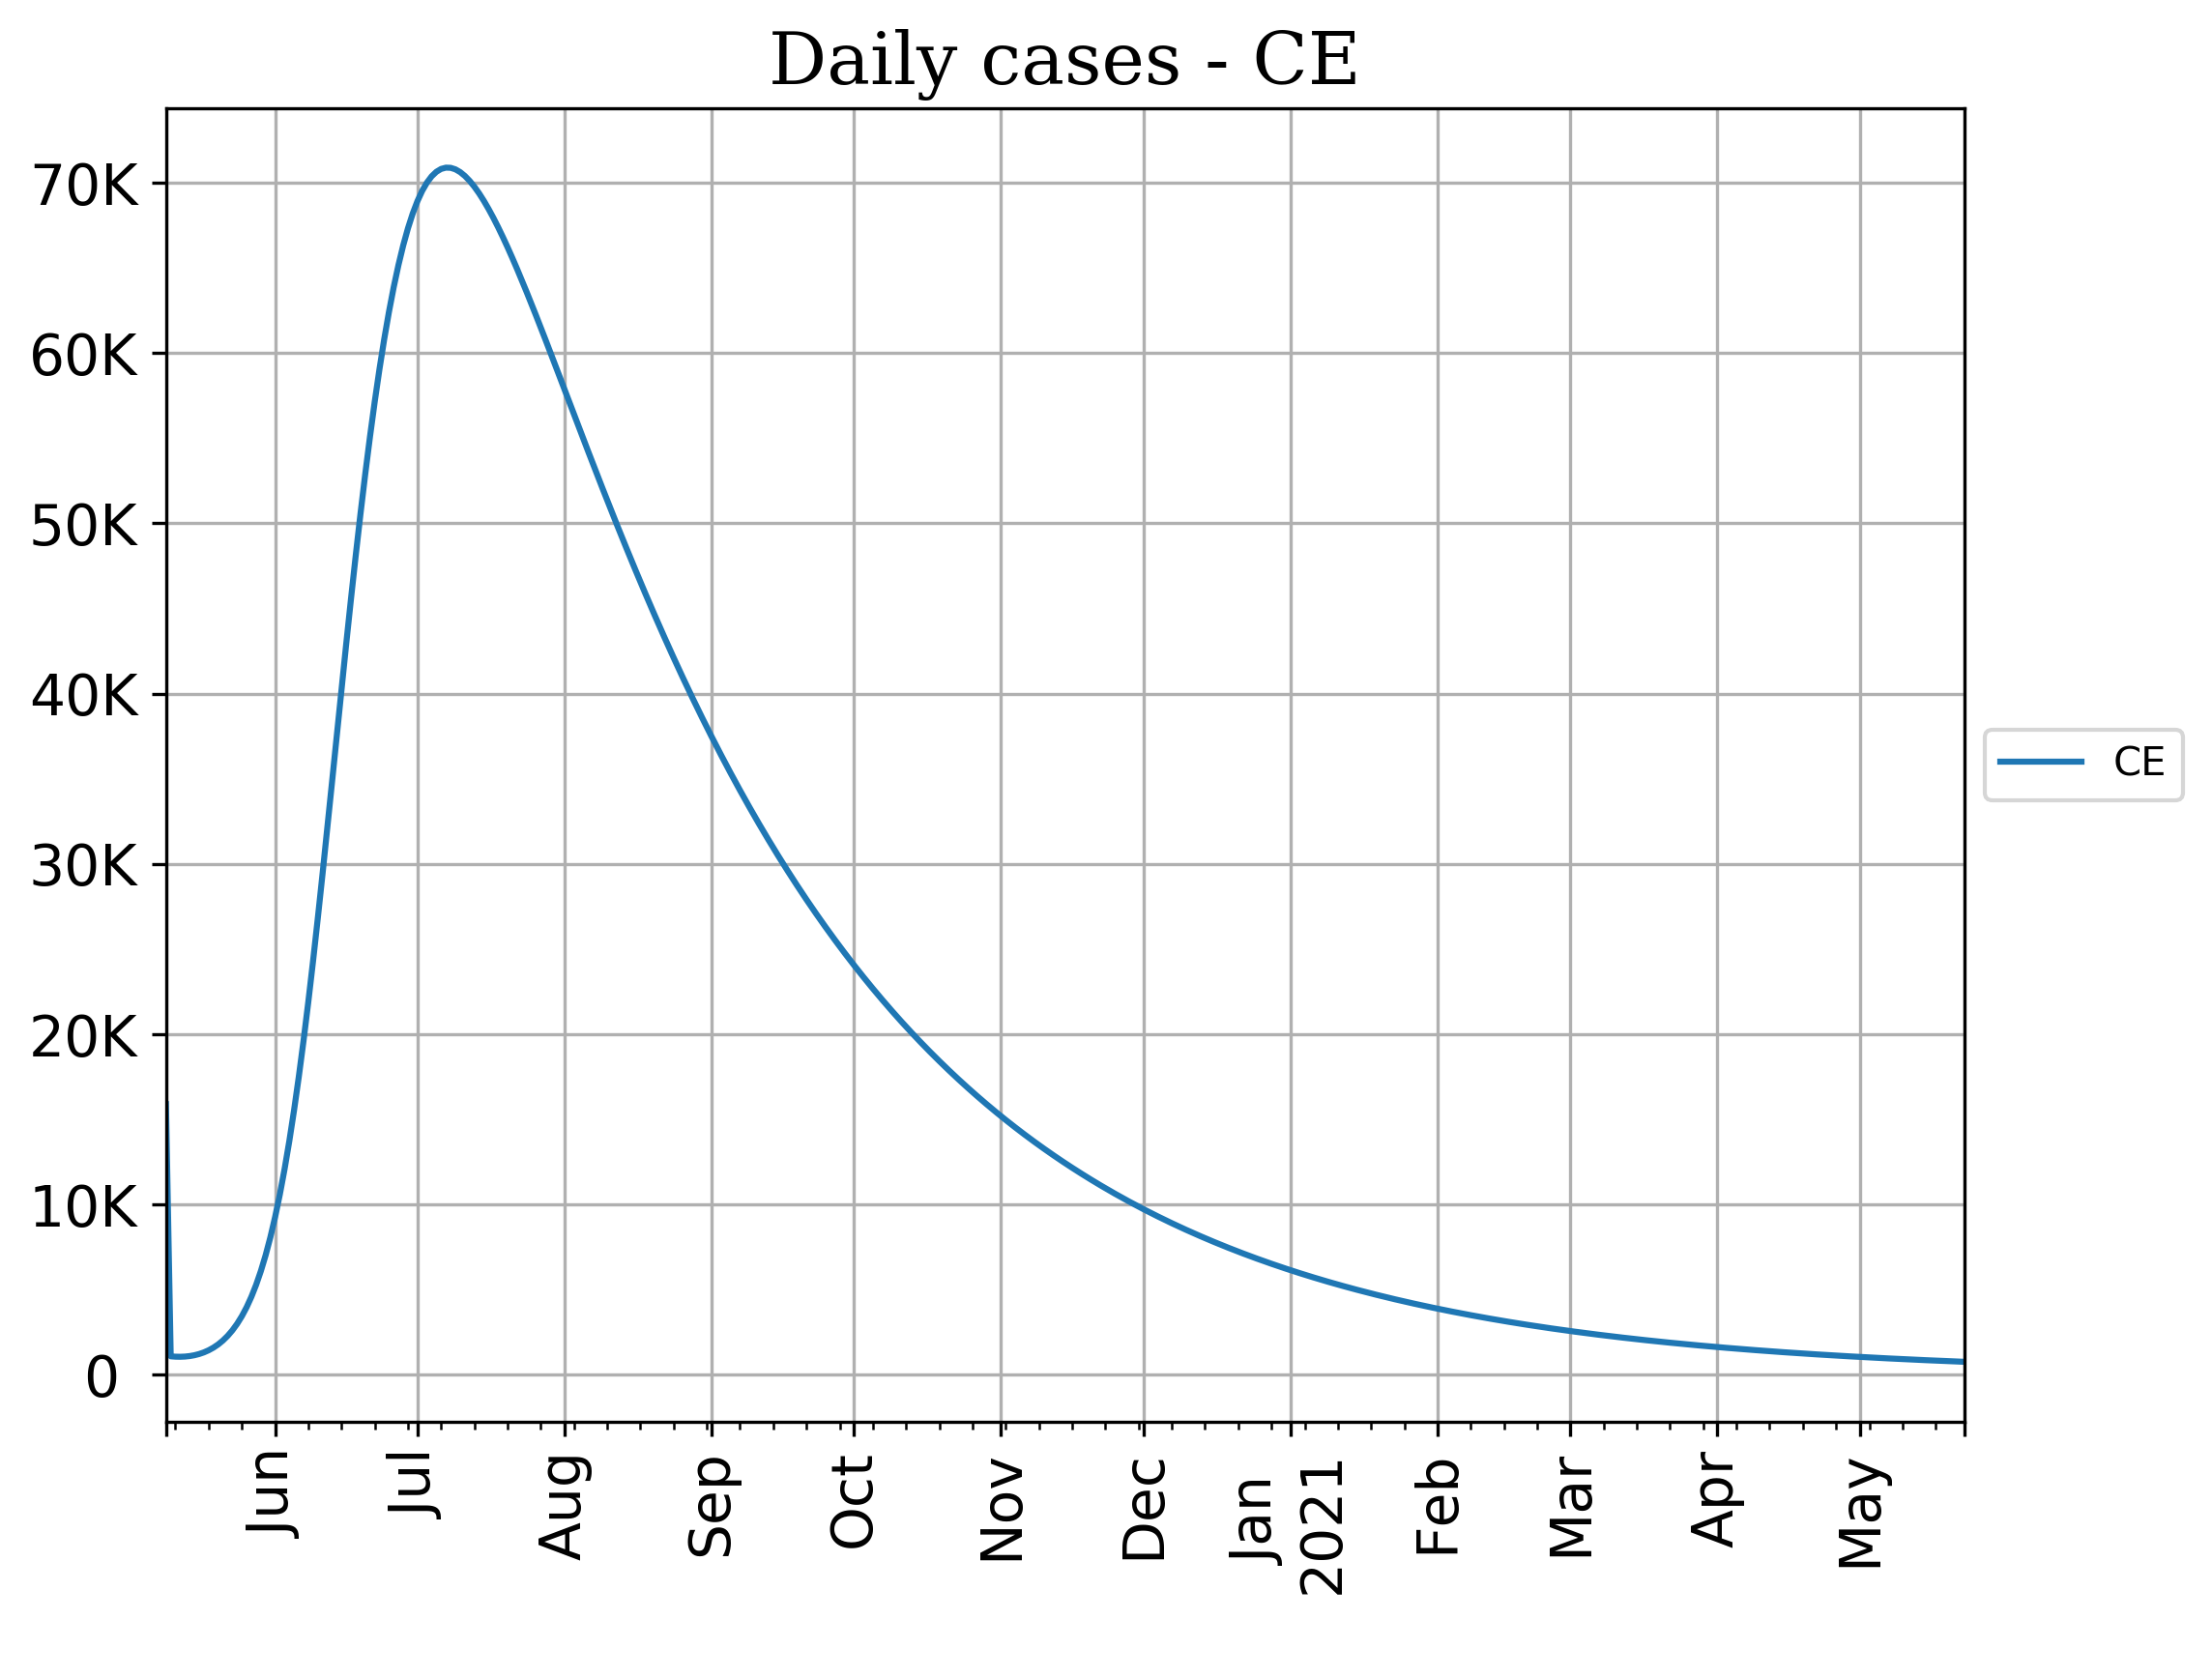 Daily cases - CE
70K
60K
50K
40K
30K
20K
10K
0
Jun
Jul
Aug
Sep
Oct
Nov
Dec
Jan
2021
Feb
Mar
Apr
May
CE